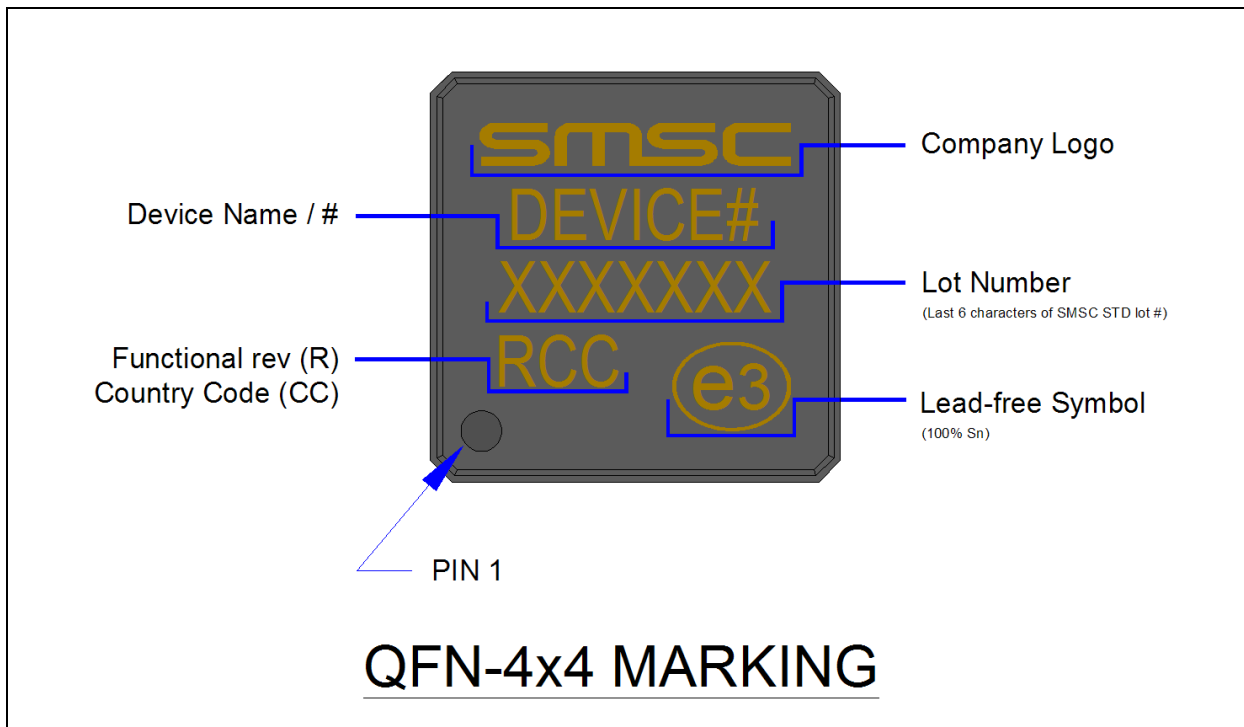 smsc
Company Logo
Device Name / #
DEVICE#
XXXXXXX
Lot Number
(Last 6 characters of SMSC STD lot #)
Functional rev (R)
Country Code (CC)
RCC
e3
Lead-free Symbol
(100% Sn)
PIN 1
QFN-4x4 MARKING